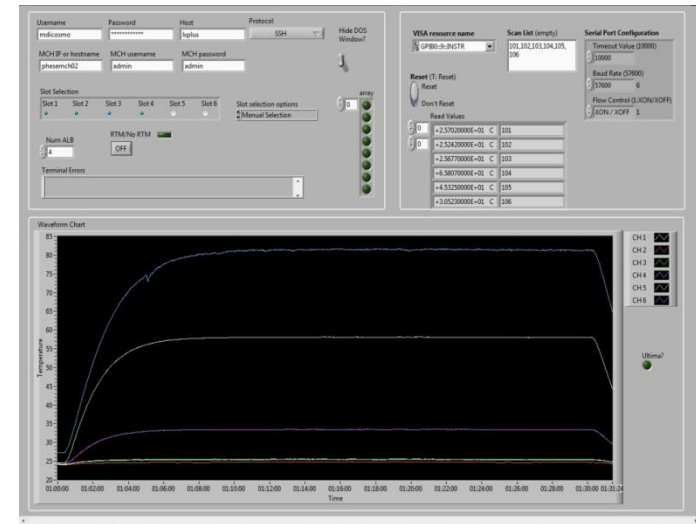 Username Password Host Protocol
mdicosmo ************ hplus SSH
Hide DOS
Window?
MCH IP or hostname MCH username MCH password
phesemch02 admin admin
Slot Selection
Slot 1 Slot 2 Slot 3 Slot 4 Slot 5 Slot 6
Slot selection options
Manual Selection
array
0
Num ALB
4
RTM/No RTM
OFF
Terminal Errors
VISA resource name
GPIB0::9::INSTR
Scan List (empty)
101,102,103,104,105,
106
Serial Port Configuration
Timeout Value (10000)
10000
Baud Rate (57600)
57600 6
Flow Control (1:XON/XOFF)
XON / XOFF 1
Reset (T: Reset)
Reset
Don't Reset
Read Values
0 +2.57020000E+01 C 101
0 +2.52420000E+01 C 102
+2.56770000E+01 C 103
+6.58070000E+01 C 104
+4.53250000E+01 C 105
+3.05230000E+01 C 106
Waveform Chart
85
80
75
70
65
60
55
50
45
40
35
30
25
20
Temperature
01:00:00 01:02:00 01:04:00 01:06:00 01:08:00 01:10:00 01:12:00 01:14:00 01:16:00 01:18:00 01:20:00 01:22:00 01:24:00 01:26:00 01:28:00 01:30:00 01:31:24
Time
CH 1
CH 2
CH 3
CH 4
CH 5
CH 6
Ultima?